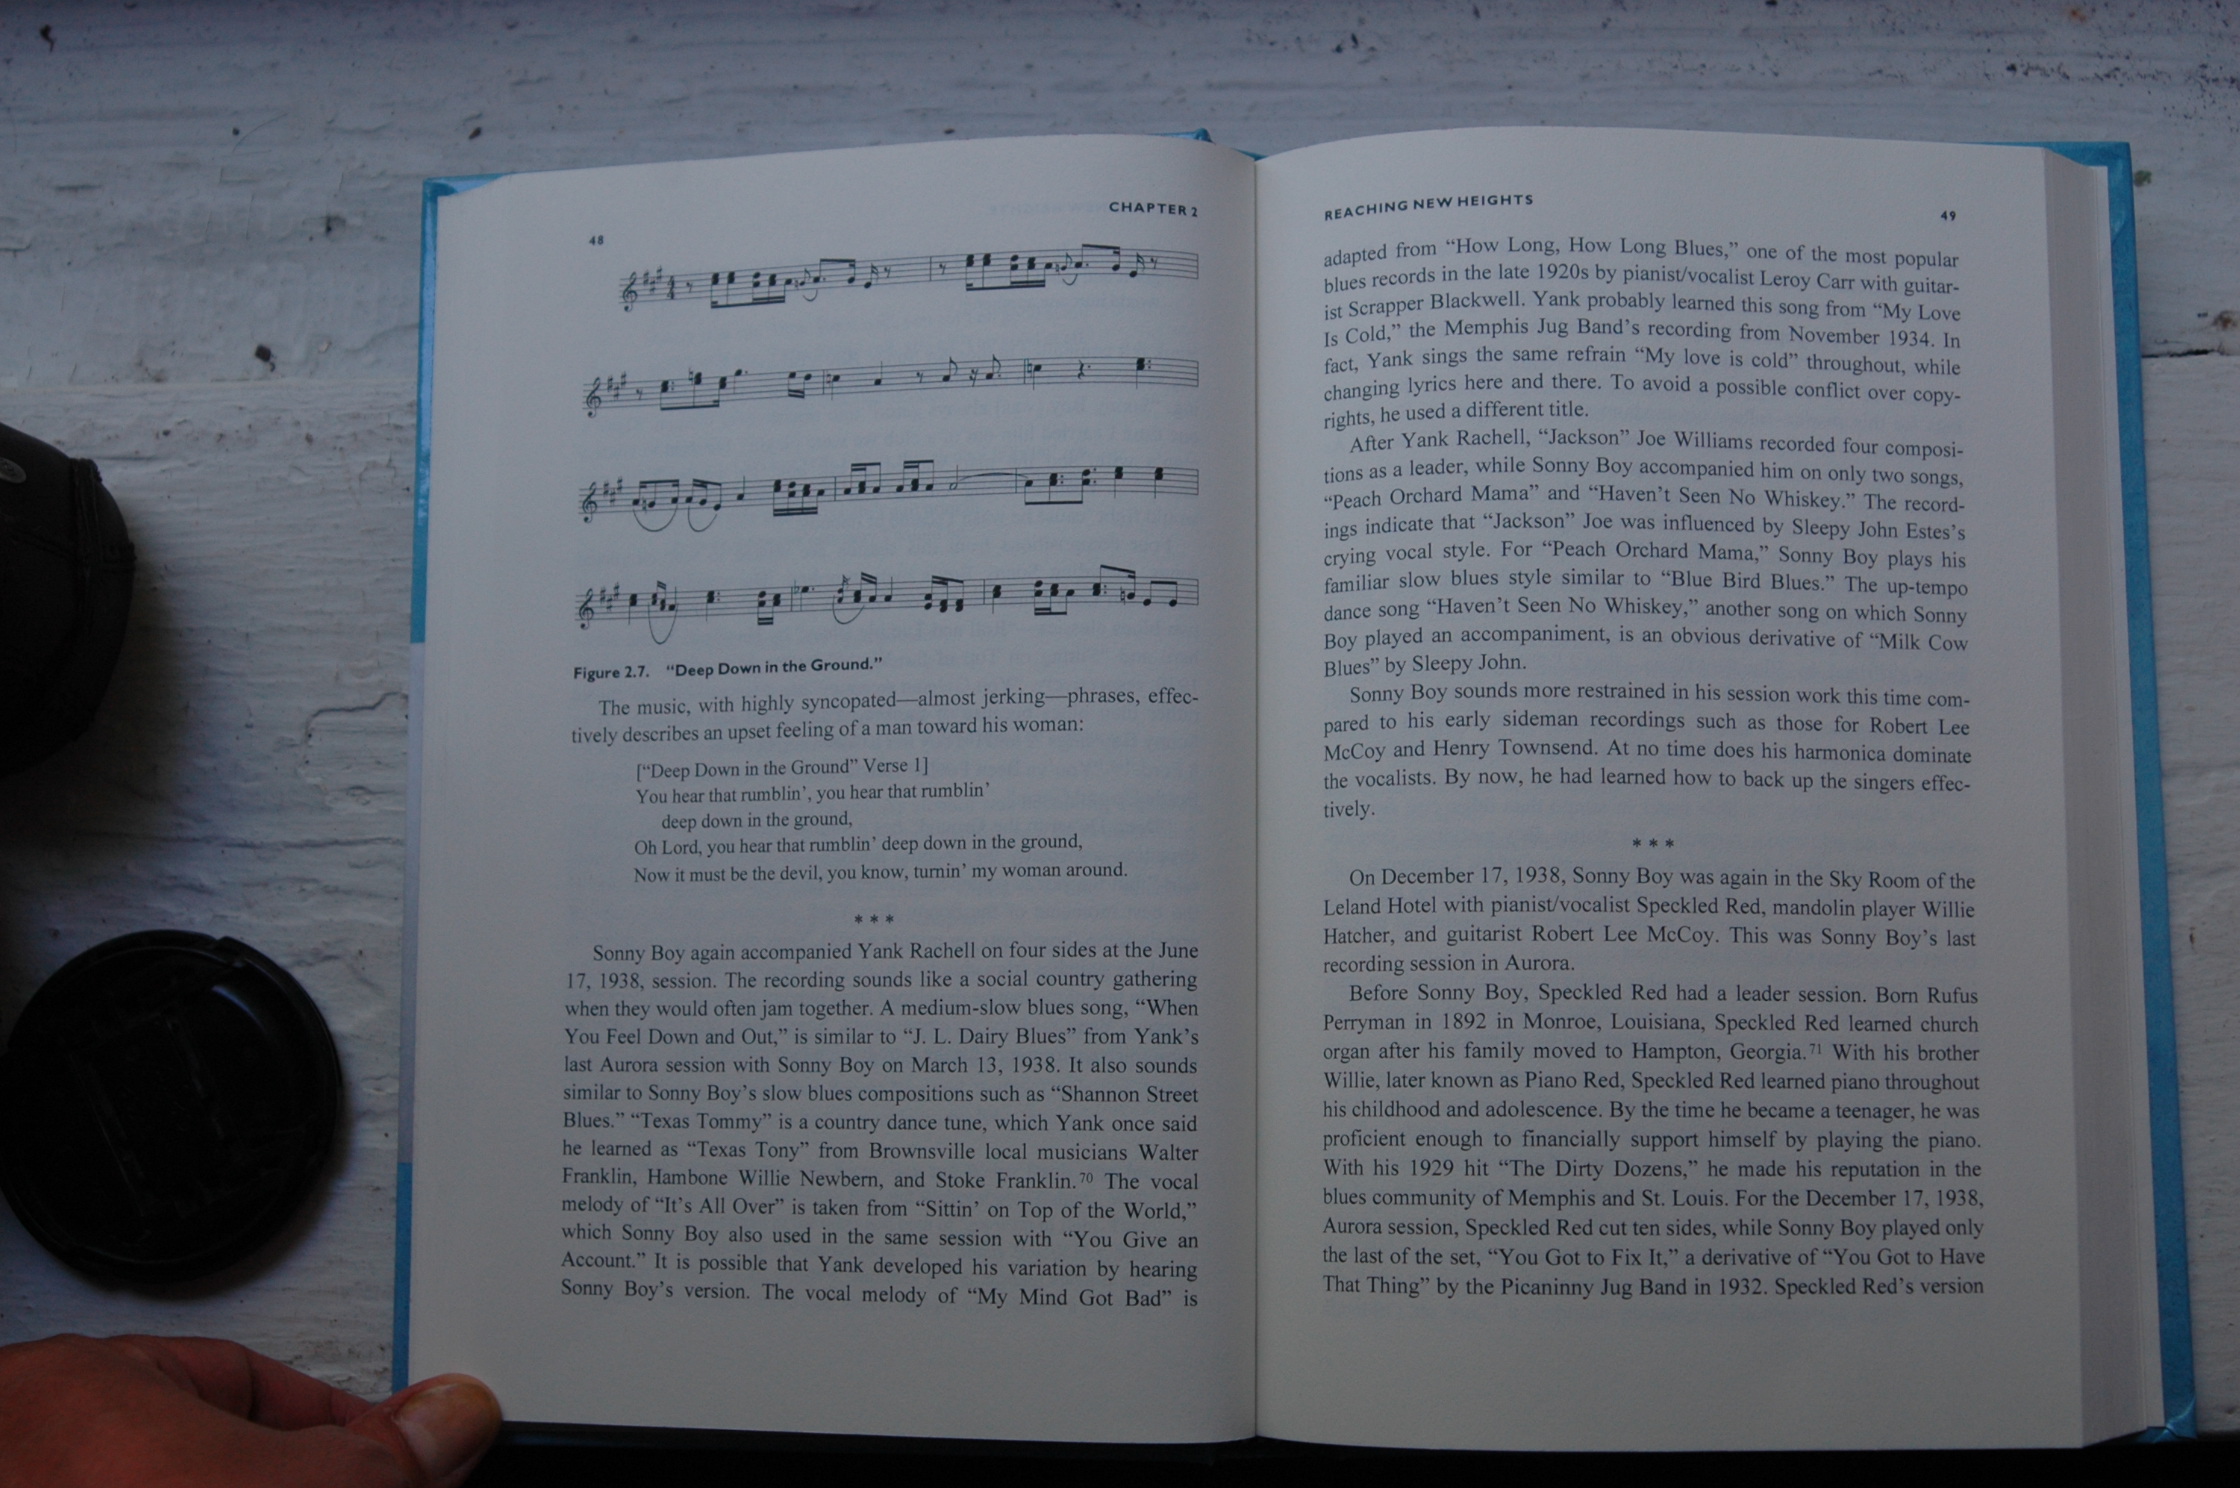 CHAPTER 2
48
4
4
Figure 2.7. “Deep Down in the Ground.”
The music, with highly syncopated—almost jerking—phrases, effec-
tively describes an upset feeling of a man toward his woman:
[“Deep Down in the Ground” Verse 1]
You hear that rumblin’, you hear that rumblin’
deep down in the ground,
Oh Lord, you hear that rumblin’ deep down in the ground,
Now it must be the devil, you know, turnin’ my woman around.
* * *
Sonny Boy again accompanied Yank Rachell on four sides at the June
17, 1938, session. The recording sounds like a social country gathering
when they would often jam together. A medium-slow blues song, “When
You Feel Down and Out,” is similar to “J. L. Dairy Blues” from Yank’s
last Aurora session with Sonny Boy on March 13, 1938. It also sounds
similar to Sonny Boy’s slow blues compositions such as “Shannon Street
Blues.” “Texas Tommy” is a country dance tune, which Yank once said
he learned as “Texas Tony” from Brownsville local musicians Walter
Franklin, Hambone Willie Newbern, and Stoke Franklin.70 The vocal
melody of “It’s All Over” is taken from “Sittin’ on Top of the World,”
which Sonny Boy also used in the same session with “You Give an
Account.” It is possible that Yank developed his variation by hearing
Sonny Boy’s version. The vocal melody of “My Mind Got Bad” is
REACHING NEW HEIGHTS
49
adapted from “How Long, How Long Blues,” one of the most popular
blues records in the late 1920s by pianist/vocalist Leroy Carr with guitar-
ist Scrapper Blackwell. Yank probably learned this song from “My Love
Is Cold,” the Memphis Jug Band’s recording from November 1934. In
fact, Yank sings the same refrain “My love is cold” throughout, while
changing lyrics here and there. To avoid a possible conflict over copy-
rights, he used a different title.
After Yank Rachell, “Jackson” Joe Williams recorded four composi-
tions as a leader, while Sonny Boy accompanied him on only two songs,
“Peach Orchard Mama” and “Haven’t Seen No Whiskey.” The record-
ings indicate that “Jackson” Joe was influenced by Sleepy John Estes’s
crying vocal style. For “Peach Orchard Mama,” Sonny Boy plays his
familiar slow blues style similar to “Blue Bird Blues.” The up-tempo
dance song “Haven’t Seen No Whiskey,” another song on which Sonny
Boy played an accompaniment, is an obvious derivative of “Milk Cow
Blues” by Sleepy John.
Sonny Boy sounds more restrained in his session work this time com-
pared to his early sideman recordings such as those for Robert Lee
McCoy and Henry Townsend. At no time does his harmonica dominate
the vocalists. By now, he had learned how to back up the singers effec-
tively.
* * *
On December 17, 1938, Sonny Boy was again in the Sky Room of the
Leland Hotel with pianist/vocalist Speckled Red, mandolin player Willie
Hatcher, and guitarist Robert Lee McCoy. This was Sonny Boy’s last
recording session in Aurora.
Before Sonny Boy, Speckled Red had a leader session. Born Rufus
Perryman in 1892 in Monroe, Louisiana, Speckled Red learned church
organ after his family moved to Hampton, Georgia.71 With his brother
Willie, later known as Piano Red, Speckled Red learned piano throughout
his childhood and adolescence. By the time he became a teenager, he was
proficient enough to financially support himself by playing the piano.
With his 1929 hit “The Dirty Dozens,” he made his reputation in the
blues community of Memphis and St. Louis. For the December 17, 1938,
Aurora session, Speckled Red cut ten sides, while Sonny Boy played only
the last of the set, “You Got to Fix It,” a derivative of “You Got to Have
That Thing” by the Picaninny Jug Band in 1932. Speckled Red’s version